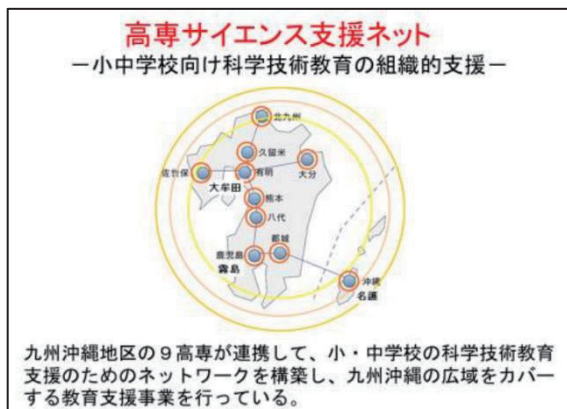 高専サイエンス支援ネット
－小中学校向け科学技術教育の組織的支援－
北九州
久留米
佐世保
有明
大分
大牟田
熊本
八代
都城
鹿児島
霧島
沖縄
名護
九州沖縄地区の９高専が連携して、小・中学校の科学技術教育
支援のためのネットワークを構築し、九州沖縄の広域をカバー
する教育支援事業を行っている。